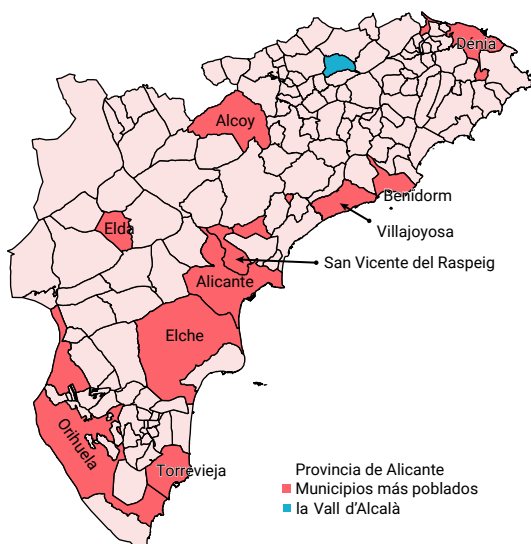 Dénia
Alcoy
Benidorm
Elda
Villajoyosa
San Vicente del Raspeig
Alicante
Elche
Orihuela
Torrevieja
Provincia de Alicante
Municipios más poblados
la Vall d'Alcalà